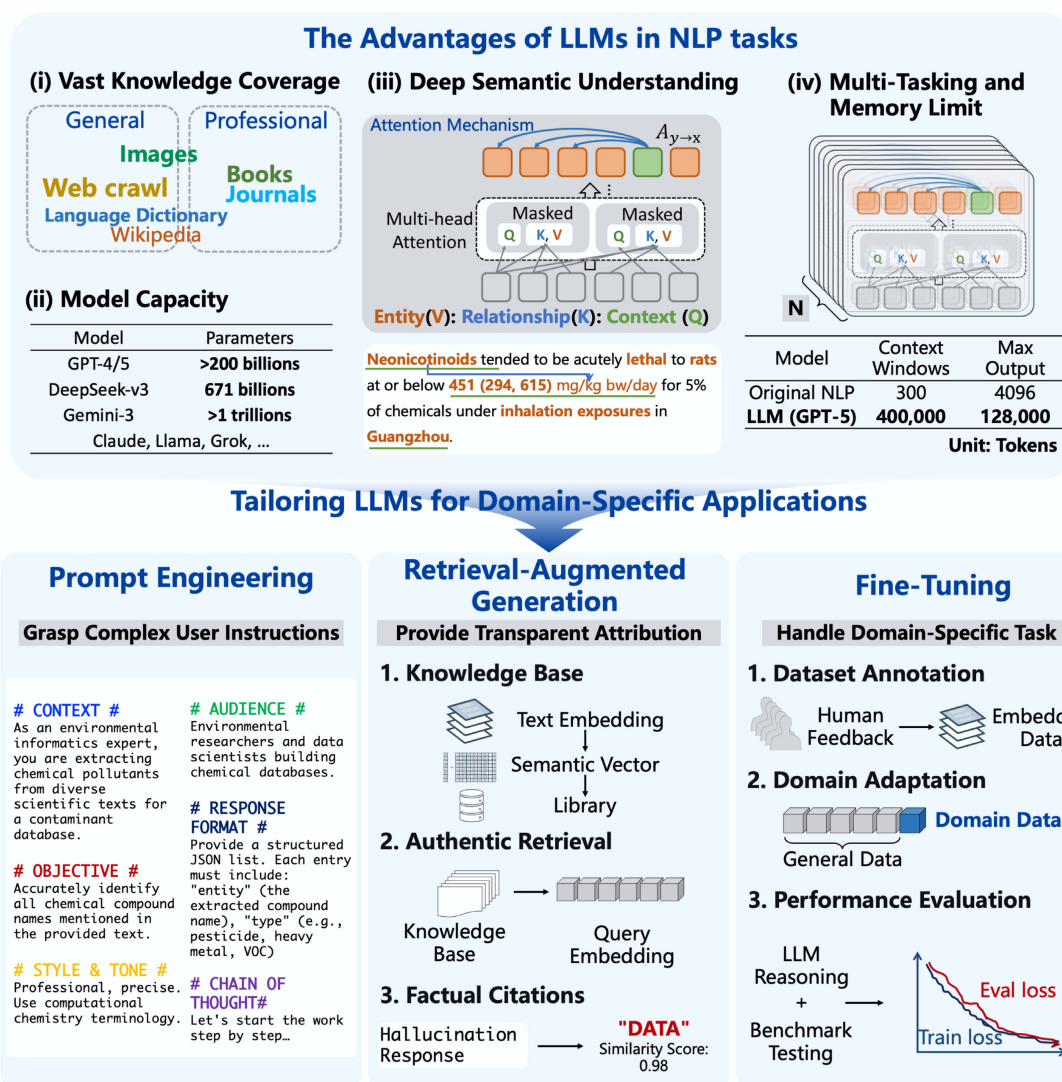 The Advantages of LLMs in NLP tasks
(i) Vast Knowledge Coverage
General
Professional
Images
Books
Web crawl
Journals
Language Dictionary
Wikipedia
(ii) Model Capacity
Model Parameters
GPT-4/5 >200 billions
DeepSeek-v3 671 billions
Gemini-3 >1 trillions
Claude, Llama, Grok, ...
(iii) Deep Semantic Understanding
Attention Mechanism
A y→x
Multi-head
Attention
Masked
Q K, V
Masked
Q K, V
Entity(V): Relationship(K): Context (Q)
Neonicotinoids tended to be acutely lethal to rats
at or below 451 (294, 615) mg/kg bw/day for 5%
of chemicals under inhalation exposures in
Guangzhou.
(iv) Multi-Tasking and
Memory Limit
Q K, V
Q K, V
N
Model Context Windows Max Output
Original NLP 300 4096
LLM (GPT-5) 400,000 128,000
Unit: Tokens
Tailoring LLMs for Domain-Specific Applications
Prompt Engineering
Grasp Complex User Instructions
# CONTEXT #
As an environmental
informatics expert,
you are extracting
chemical pollutants
from diverse
scientific texts for
a contaminant
database.
# OBJECTIVE #
Accurately identify
all chemical compound
names mentioned in
the provided text.
# STYLE & TONE #
Professional, precise.
Use computational
chemistry terminology.
# AUDIENCE #
Environmental
researchers and data
scientists building
chemical databases.
# RESPONSE
FORMAT #
Provide a structured
JSON list. Each entry
must include:
"entity" (the
extracted compound
name), "type" (e.g.,
pesticide, heavy
metal, VOC)
# CHAIN OF
THOUGHT#
Let's start the work
step by step…
Retrieval-Augmented
Generation
Provide Transparent Attribution
1. Knowledge Base
Text Embedding
Semantic Vector
Library
2. Authentic Retrieval
Knowledge
Base
Query
Embedding
3. Factual Citations
Hallucination
Response
"DATA"
Similarity Score:
0.98
Fine-Tuning
Handle Domain-Specific Task
1. Dataset Annotation
Human
Feedback
Embedd
Data
2. Domain Adaptation
Domain Data
General Data
3. Performance Evaluation
LLM
Reasoning
+
Benchmark
Testing
Eval loss
Train loss